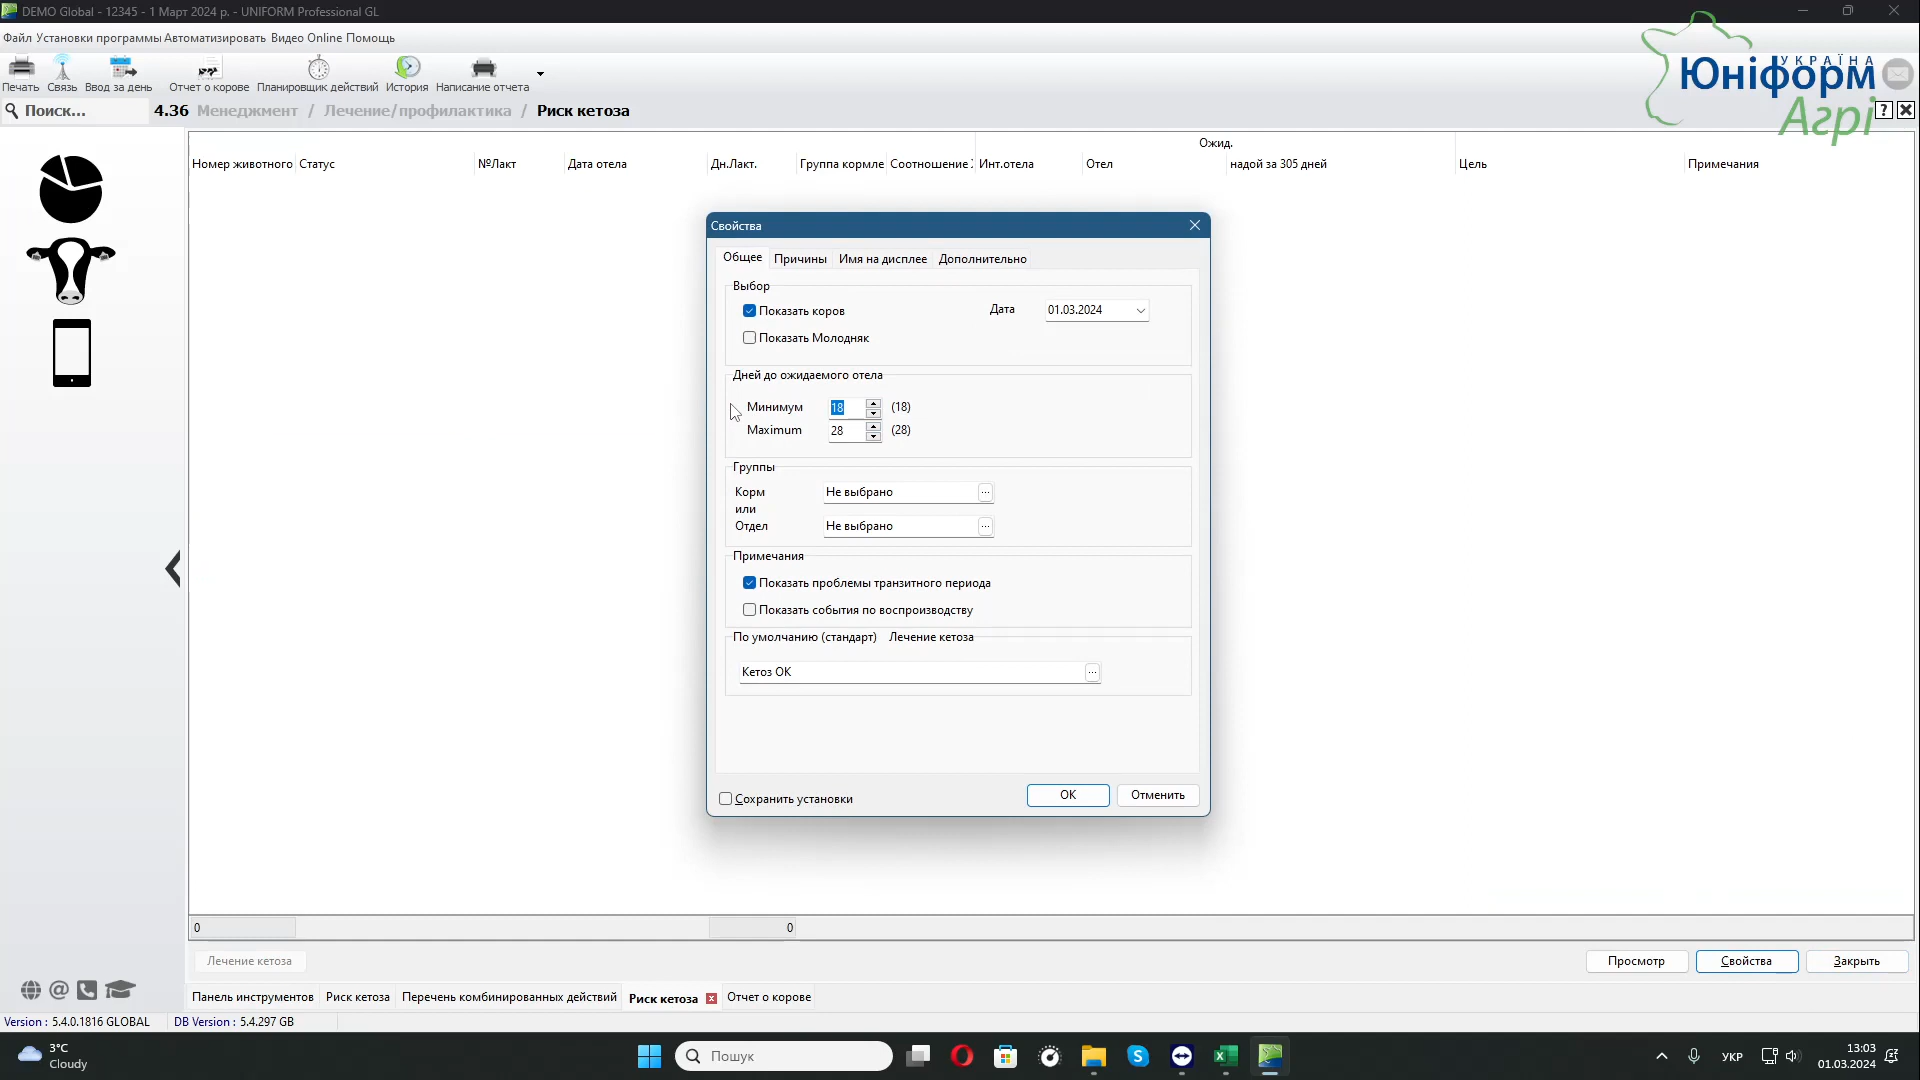 DEMO Global - 12345 - 1 Март 2024 р. - UNIFORM Professional GL
Файл Установки программы Автоматизировать Видео Online Помощь
Печать Связь Ввод за день Отчет о корове Планировщик действий История Написание отчета
УКРАЇНА
Юніформ
Агрі
Поиск... 4.36 Менеджмент / Лечение/профилактика / Риск кетоза
?
Ожид.
Номер животного Статус №Лакт Дата отела Дн.Лакт. Группа кормле Соотношение Инт.отела Отел надой за 305 дней Цель Примечания
Свойства
Общее Причины Имя на дисплее Дополнительно
Выбор
Показать коров Дата 01.03.2024
Показать Молодняк
Дней до ожидаемого отела
Минимум 18 (18)
Maximum 28 (28)
Группы
Корм Не выбрано ...
или
Отдел Не выбрано ...
Примечания
Показать проблемы транзитного периода
Показать события по воспроизводству
По умолчанию (стандарт) Лечение кетоза
Кетоз ОК ...
Сохранить установки OK Отменить
0 0
Лечение кетоза Просмотр Свойства Закрыть
Панель инструментов Риск кетоза Перечень комбинированных действий Риск кетоза Отчет о корове
Version : 5.4.0.1816 GLOBAL DB Version : 5.4.297 GB
3°C
Cloudy
Пошук
УКР
13:03
01.03.2024